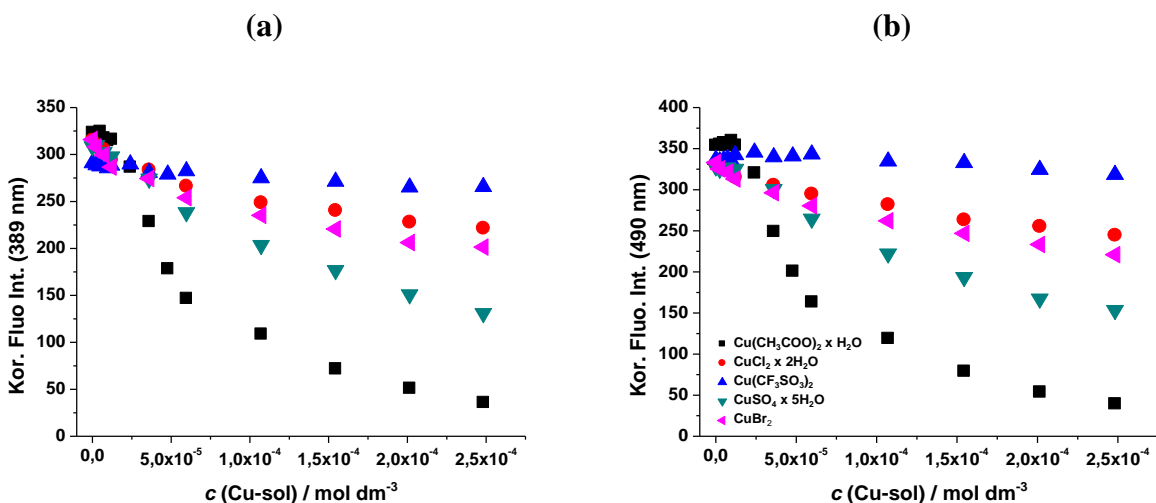 (a)
(b)
Kor. Fluo Int. (389 nm)
350
300
250
200
150
100
50
0
0,0
5,0x10⁻⁵
1,0x10⁻⁴
1,5x10⁻⁴
2,0x10⁻⁴
2,5x10⁻⁴
c (Cu-sol) / mol dm⁻³
Kor. Fluo. Int. (490 nm)
400
350
300
250
200
150
100
50
0
Cu(CH₃COO)₂ x H₂O
CuCl₂ x 2H₂O
Cu(CF₃SO₃)₂
CuSO₄ x 5H₂O
CuBr₂
0,0
5,0x10⁻⁵
1,0x10⁻⁴
1,5x10⁻⁴
2,0x10⁻⁴
2,5x10⁻⁴
c (Cu-sol) / mol dm⁻³